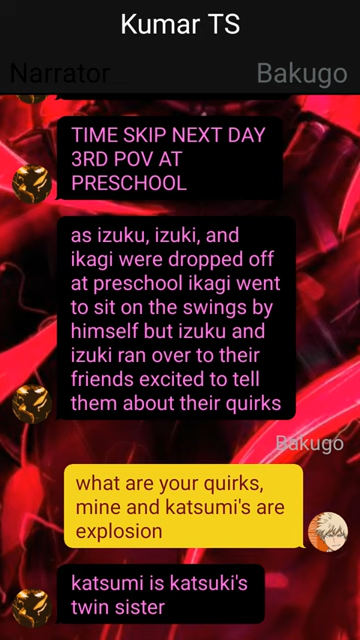 Kumar TS
Narrator Bakugo
TIME SKIP NEXT DAY
3RD POV AT
PRESCHOOL
as izuku, izuki, and
ikagi were dropped off
at preschool ikagi went
to sit on the swings by
himself but izuku and
izuki ran over to their
friends excited to tell
them about their quirks
Bakugo
what are your quirks,
mine and katsumi's are
explosion
katsumi is katsuki's
twin sister